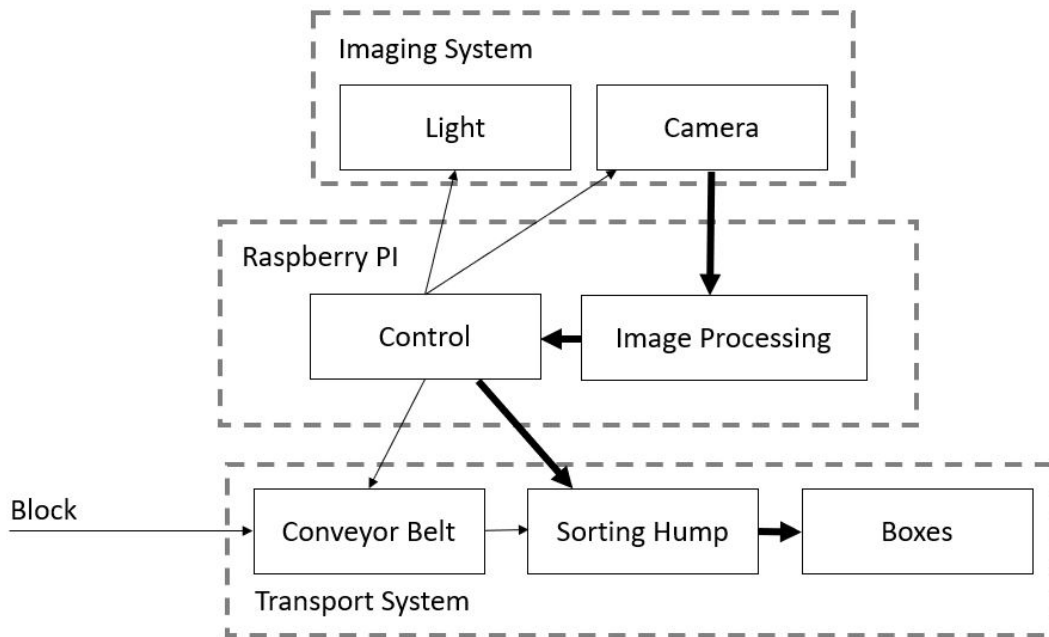 Imaging System
Light
Camera
Raspberry PI
Control
Image Processing
Block
Conveyor Belt
Sorting Hump
Boxes
Transport System